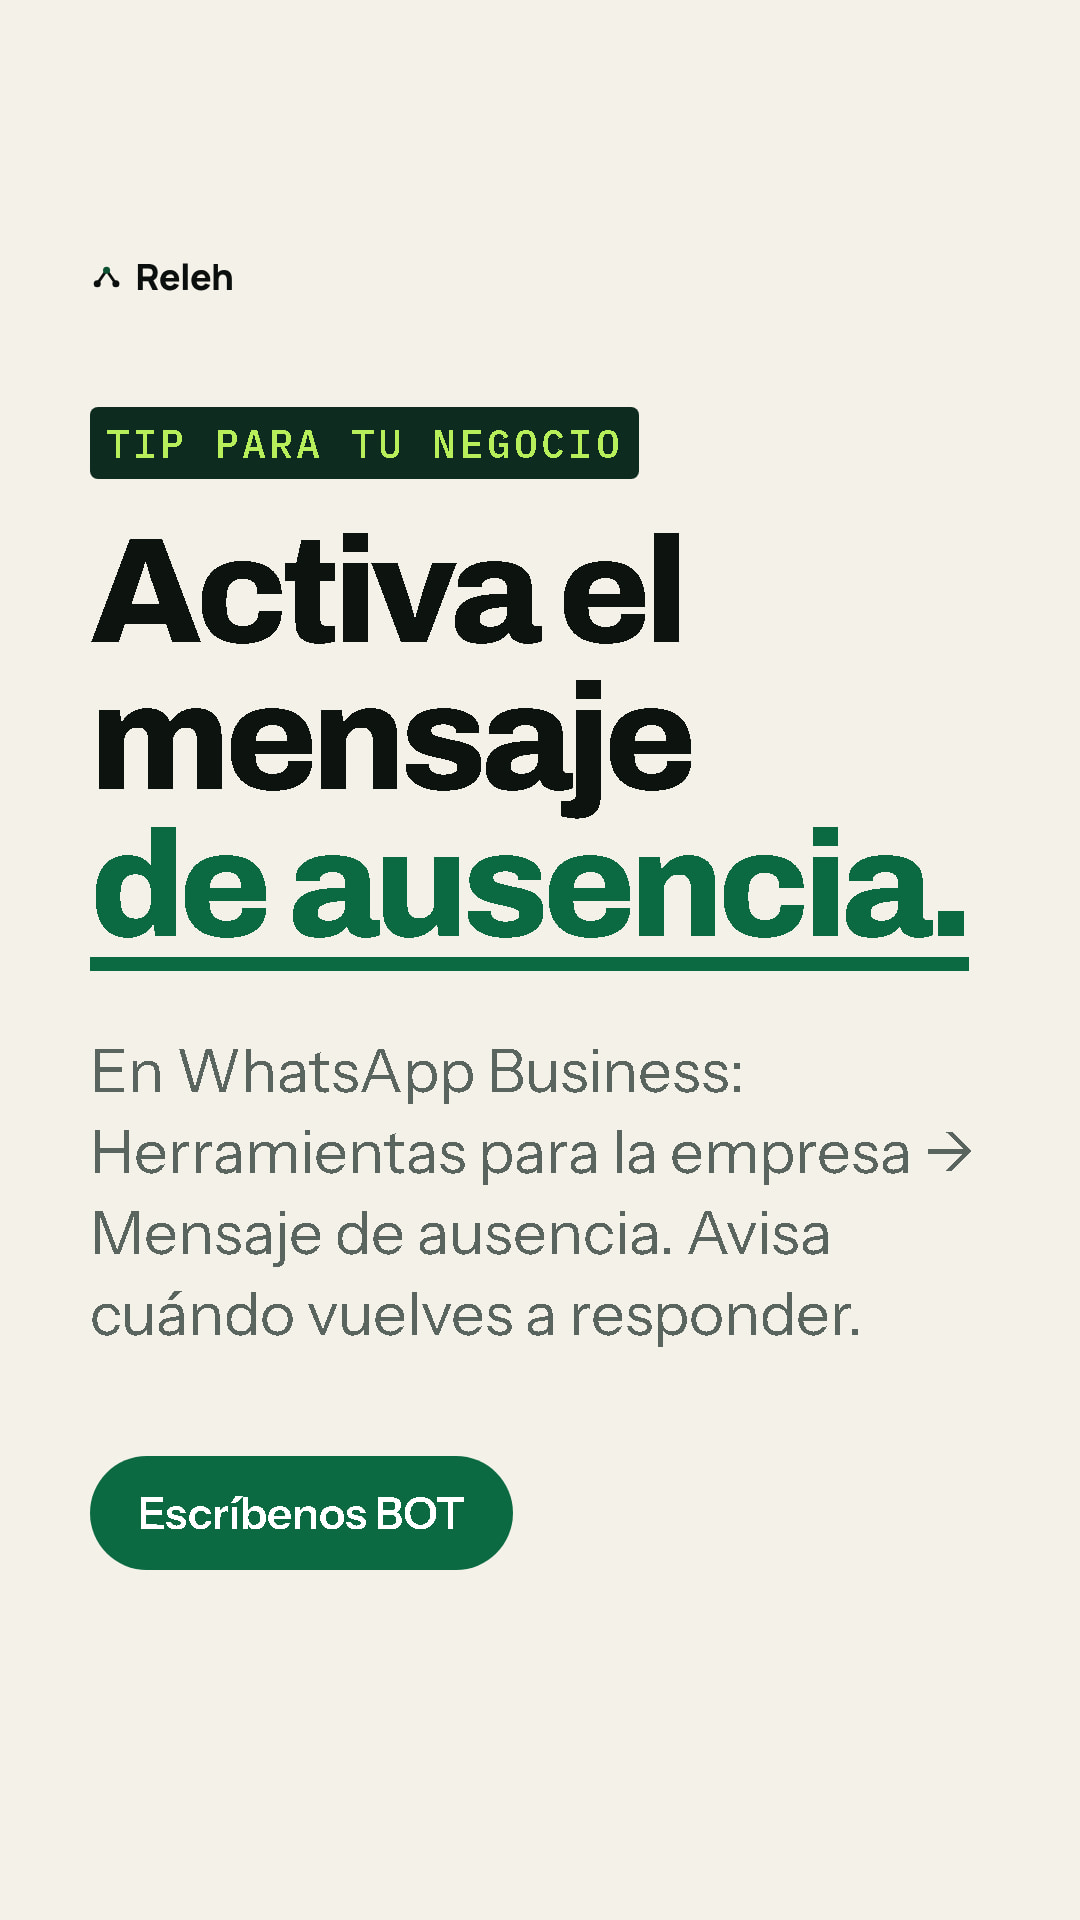 Releh
TIP PARA TU NEGOCIO
Activa el
mensaje
de ausencia.
En WhatsApp Business:
Herramientas para la empresa →
Mensaje de ausencia. Avisa
cuándo vuelves a responder.
Escríbenos BOT